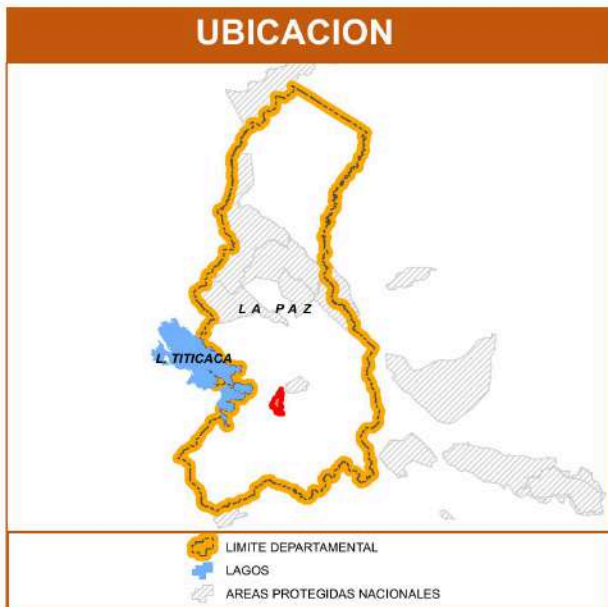 UBICACION
LA PAZ
L. TITICACA
LIMITE DEPARTAMENTAL
LAGOS
AREAS PROTEGIDAS NACIONALES